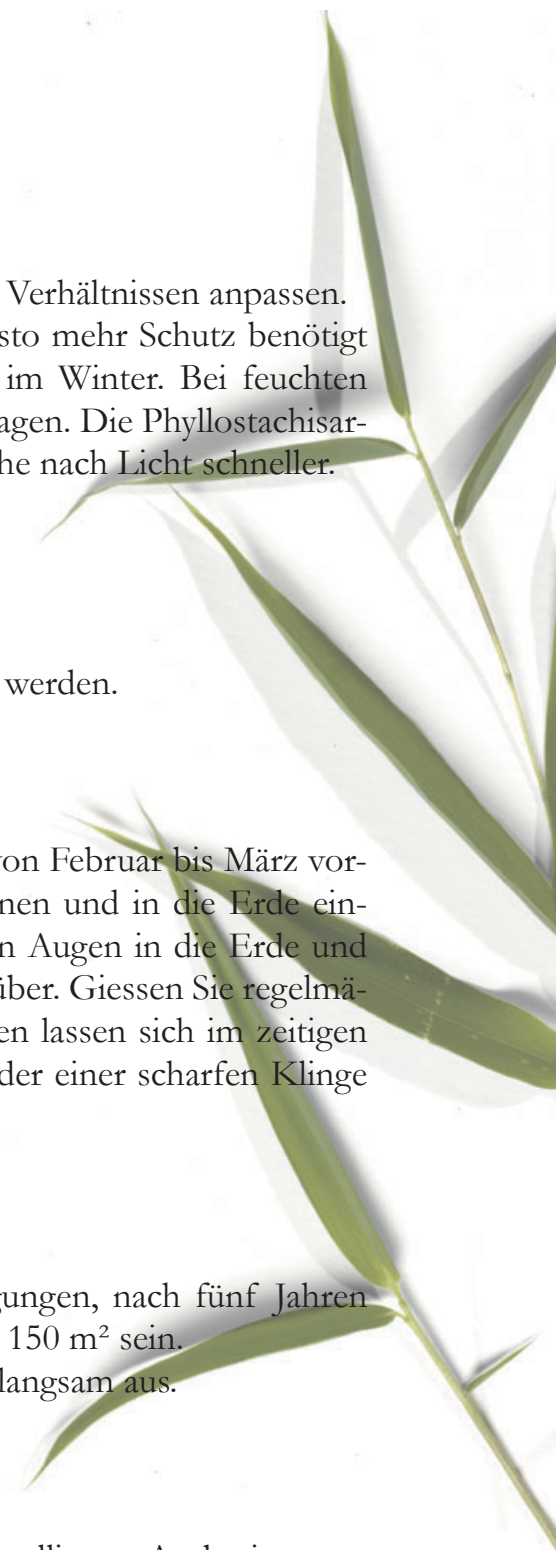 Verhältnissen anpassen.
sto mehr Schutz benötigt
im Winter. Bei feuchten
agen. Die Phyllostachisar-
he nach Licht schneller.
werden.
von Februar bis März vor-
nen und in die Erde ein-
n Augen in die Erde und
über. Giessen Sie regelmä-
en lassen sich im zeitigen
der einer scharfen Klinge
gungen, nach fünf Jahren
150 m² sein.
langsam aus.